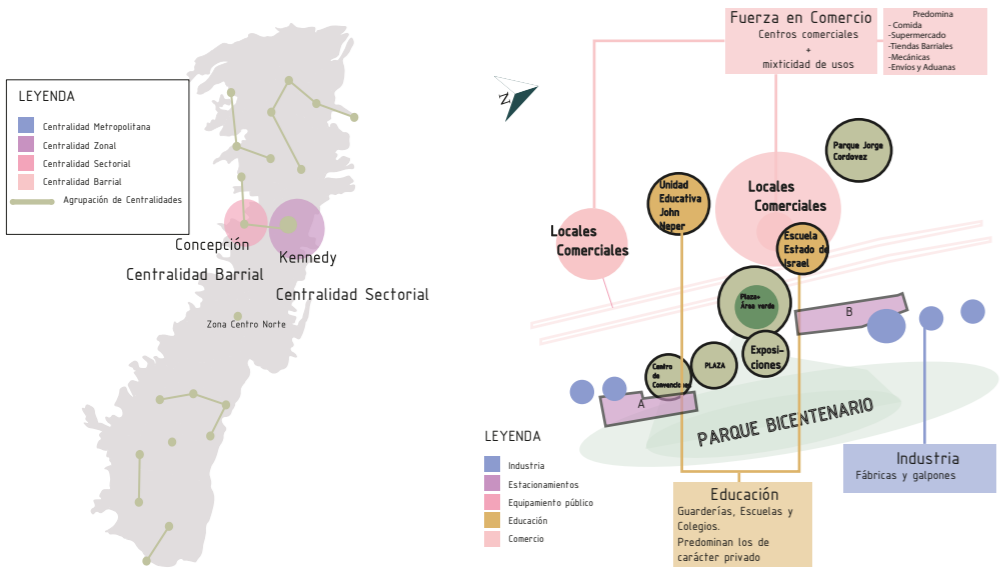 LEYENDA
Centralidad Metropolitana
Centralidad Zonal
Centralidad Sectorial
Centralidad Barrial
Agrupación de Centralidades
Concepción
Centralidad Barrial
Kennedy
Centralidad Sectorial
Zona Centro Norte
Fuerza en Comercio
Centros comerciales
+
mixticidad de usos
Predomina
- Comida
-Supermercado
-Tiendas Barriales
-Mecánicas
-Envíos y Aduanas
N
Parque Jorge
Cordovez
Unidad
Educativa
John
Neper
Locales
Comerciales
Locales
Comerciales
Escuela
Estado de
Israel
Plaza+
Área verde
B
Exposi-
ciones
PLAZA
Centro
de
Convenciones
A
PARQUE BICENTENARIO
LEYENDA
Industria
Estacionamientos
Equipamiento público
Educación
Comercio
Industria
Fábricas y galpones
Educación
Guarderías, Escuelas y
Colegios.
Predominan los de
carácter privado